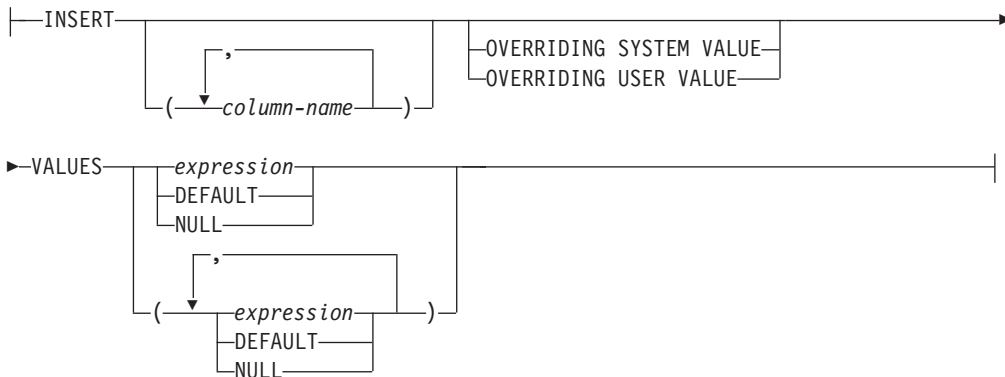 INSERT
,
( column-name )
OVERRIDING SYSTEM VALUE
OVERRIDING USER VALUE
VALUES expression
DEFAULT
NULL
,
( expression )
DEFAULT
NULL